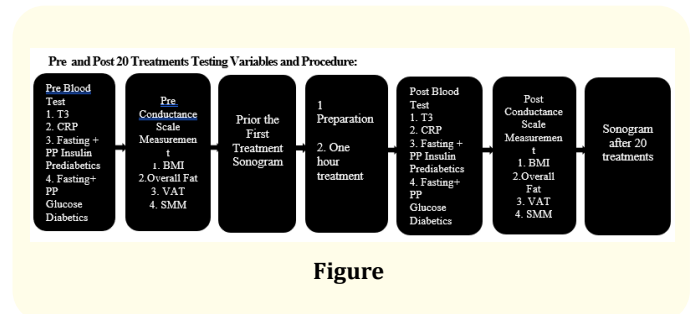 Pre and Post 20 Treatments Testing Variables and Procedure:
Pre Blood
Test
1. T3
2. CRP
3. Fasting +
PP Insulin
Prediabetics
4. Fasting+
PP
Glucose
Diabetics
Pre
Conductance
Scale
Measuremen
t
1. BMI
2.Overall Fat
3. VAT
4. SMM
Prior the
First
Treatment
Sonogram
1
Preparation
2. One
hour
treatment
Post Blood
Test
1. T3
2. CRP
3. Fasting +
PP Insulin
Prediabetics
4. Fasting+
PP
Glucose
Diabetics
Post
Conductance
Scale
Measuremen
t
1. BMI
2.Overall
Fat
3. VAT
4. SMM
Sonogram
after 20
treatments
Figure